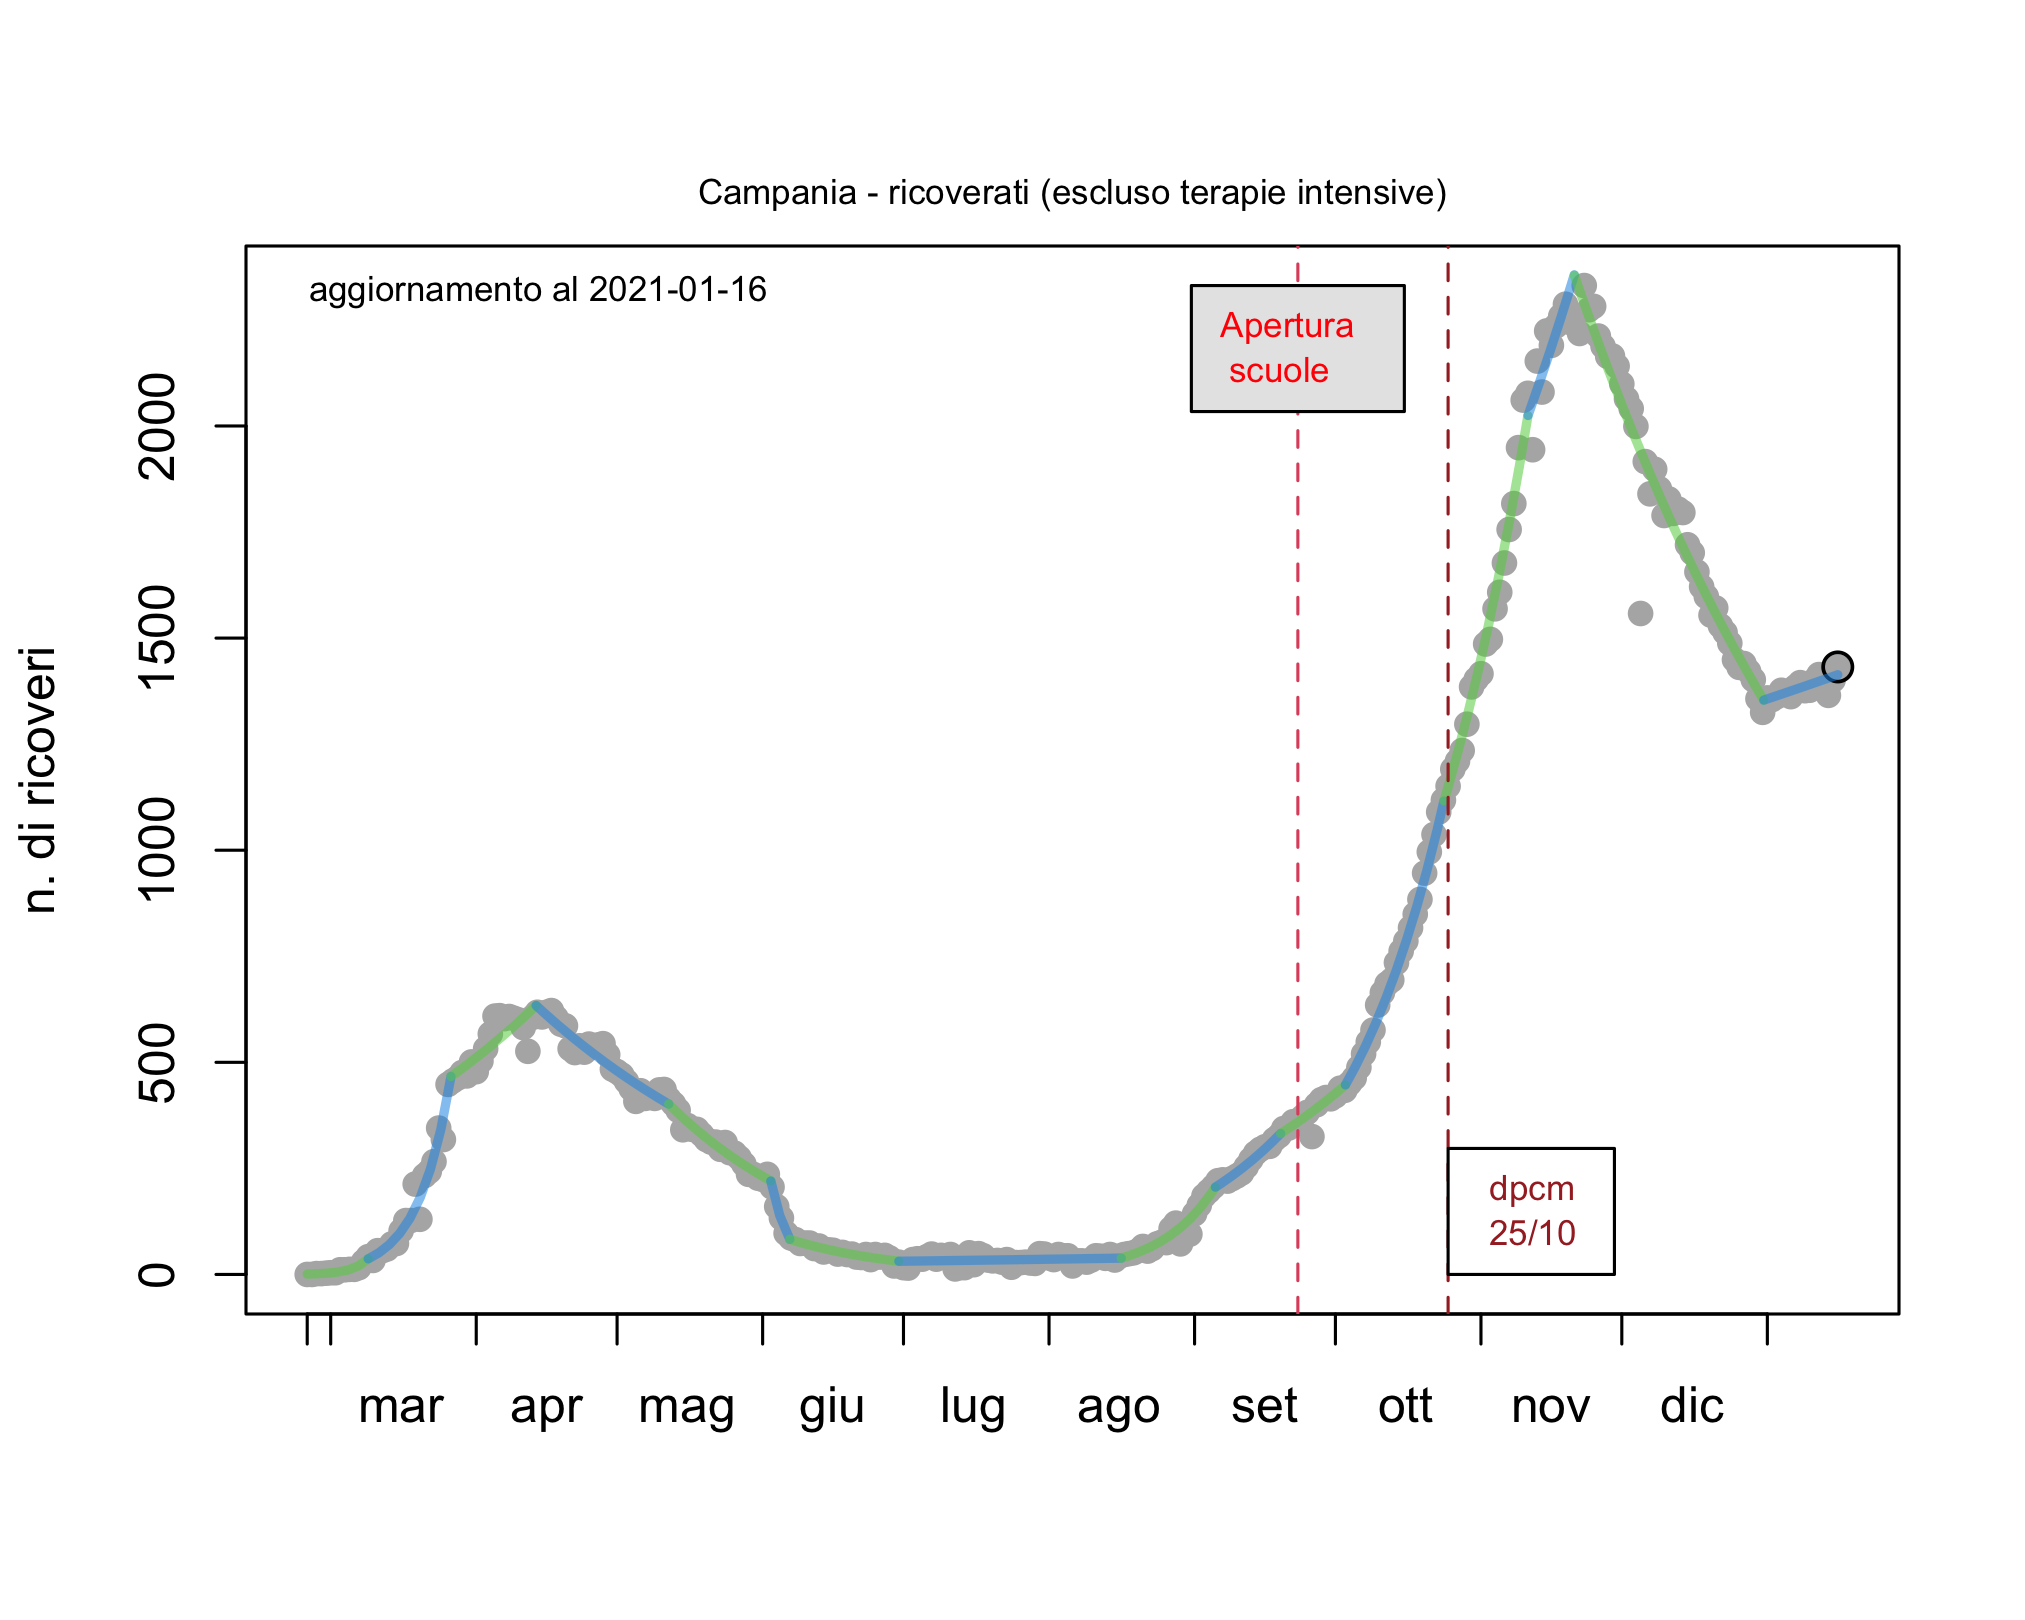 Campania - ricoverati (escluso terapie intensive)
aggiornamento al 2021-01-16
Apertura
scuole
n. di ricoveri
2000
1500
1000
500
0
dpcm
25/10
mar apr mag giu lug ago set ott nov dic